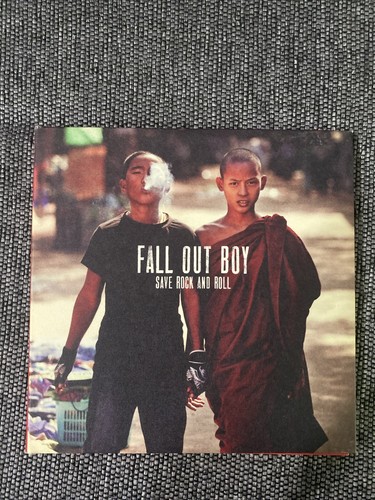 FALL OUT BOY
SAVE ROCK AND ROLL